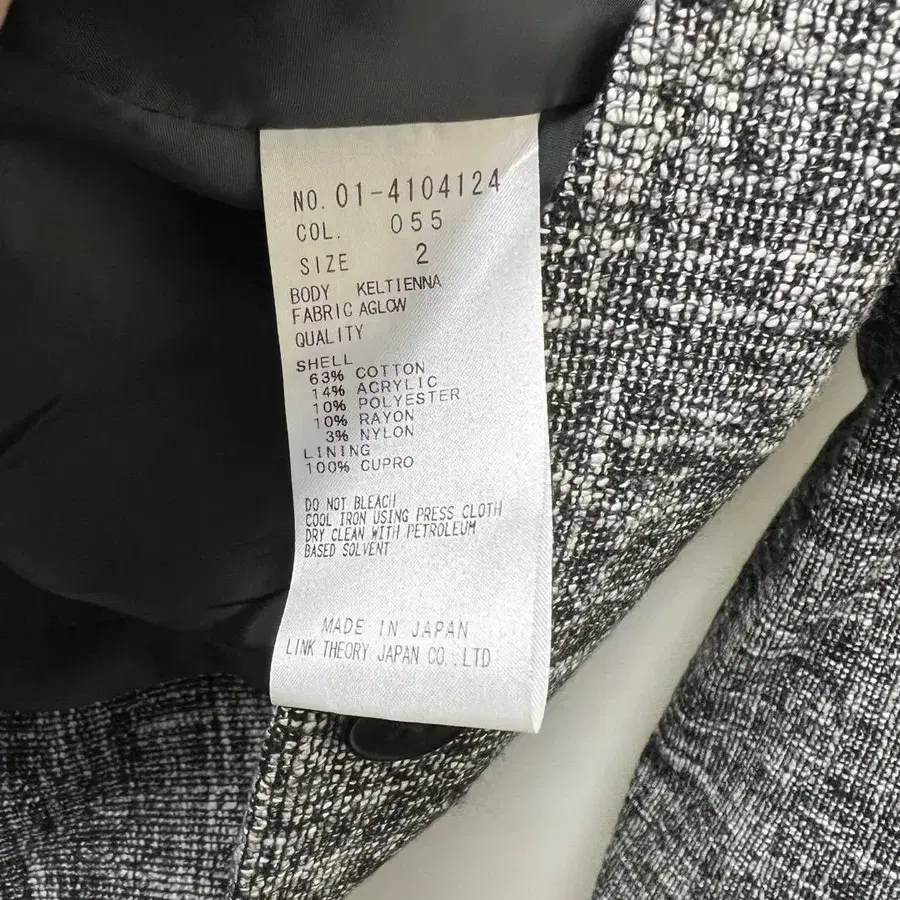 NO. 01-4104124
COL. 055
SIZE 2
BODY KELTIENNA
FABRIC AGLOW
QUALITY
SHELL
63% COTTON
14% ACRYLIC
10% POLYESTER
10% RAYON
3% NYLON
LINING
100% CUPRO
DO NOT BLEACH
COOL IRON USING PRESS CLOTH
DRY CLEAN WITH PETROLEUM
BASED SOLVENT
MADE IN JAPAN
LINK THEORY JAPAN CO.,LTD